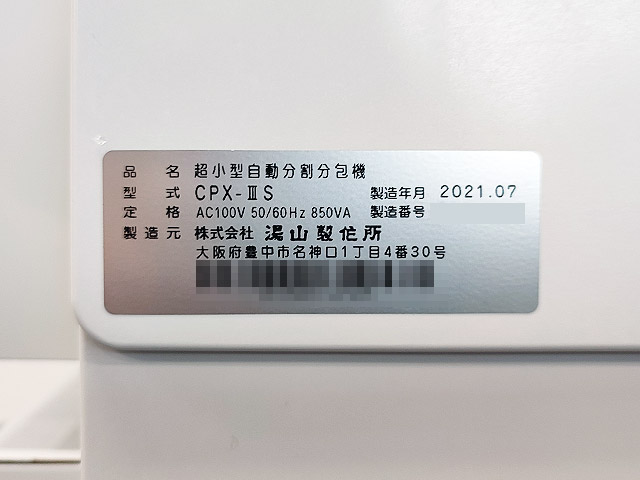 品名 超小型自動分割分包機
型式 CPX-ⅢS 製造年月 2021.07
定格 AC100V 50/60Hz 850VA 製造番号
製造元 株式会社 湯山製作所
大阪府豊中市名神口1丁目4番30号